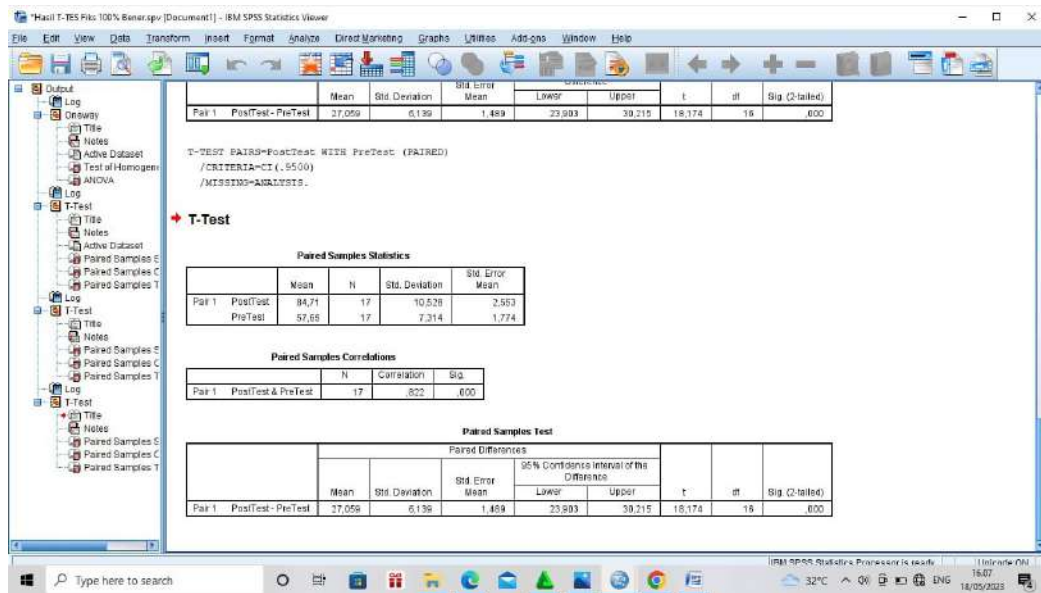 *Hasil T-TES Fiks 100% Bener.spv [Document1] - IBM SPSS Statistics Viewer
File Edit View Data Transform Insert Format Analyze Direct Marketing Graphs Utilities Add-ons Window Help
Output
Log
Oneway
Title
Notes
Active Dataset
Test of Homogen
ANOVA
Log
T-Test
Title
Notes
Active Dataset
Paired Samples S
Paired Samples C
Paired Samples T
Log
T-Test
Title
Notes
Paired Samples S
Paired Samples C
Paired Samples T
Log
T-Test
Title
Notes
Paired Samples S
Paired Samples C
Paired Samples T
Mean Std. Deviation Std. Error Mean Lower Upper t df Sig. (2-tailed)
Pair 1 PostTest - PreTest 27,059 6,139 1,489 23,903 30,215 18,174 16 ,000
T-TEST PAIRS=PostTest WITH PreTest (PAIRED)
/CRITERIA=CI(.9500)
/MISSING=ANALYSIS.
T-Test
Paired Samples Statistics
Mean N Std. Deviation Std. Error Mean
Pair 1 PostTest 84,71 17 10,528 2,553
PreTest 57,65 17 7,314 1,774
Paired Samples Correlations
N Correlation Sig.
Pair 1 PostTest & PreTest 17 ,822 ,000
Paired Samples Test
Paired Differences
95% Confidence Interval of the Difference
Mean Std. Deviation Std. Error Mean Lower Upper t df Sig. (2-tailed)
Pair 1 PostTest - PreTest 27,059 6,139 1,489 23,903 30,215 18,174 16 ,000
IBM SPSS Statistics Processor is ready Unicode:ON
Type here to search
32°C ENG
16.07
18/05/2023